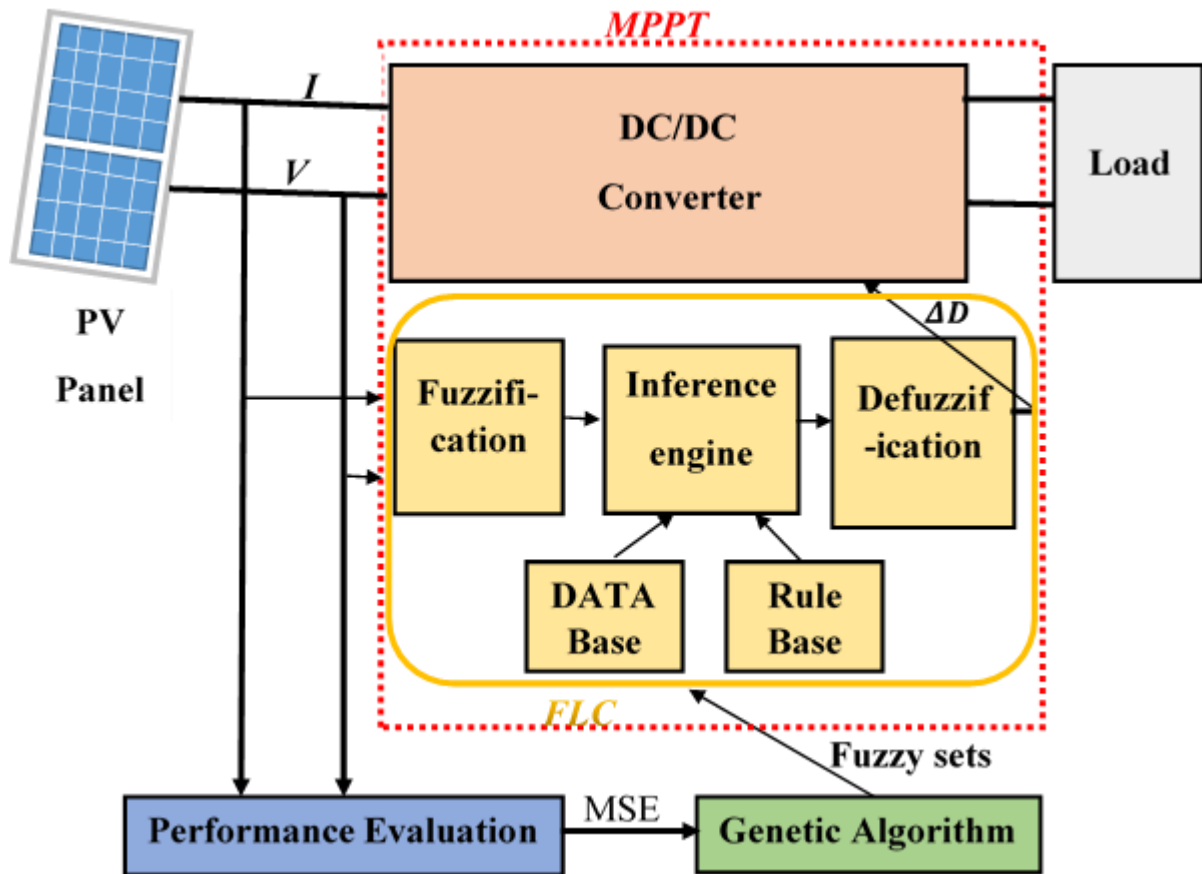 MPPT
I
DC/DC
Converter
Load
V
PV
Panel
ΔD
Fuzzifi-
cation
Inference
engine
Defuzzif
-ication
DATA
Base
Rule
Base
FLC
Fuzzy sets
Performance Evaluation
MSE
Genetic Algorithm